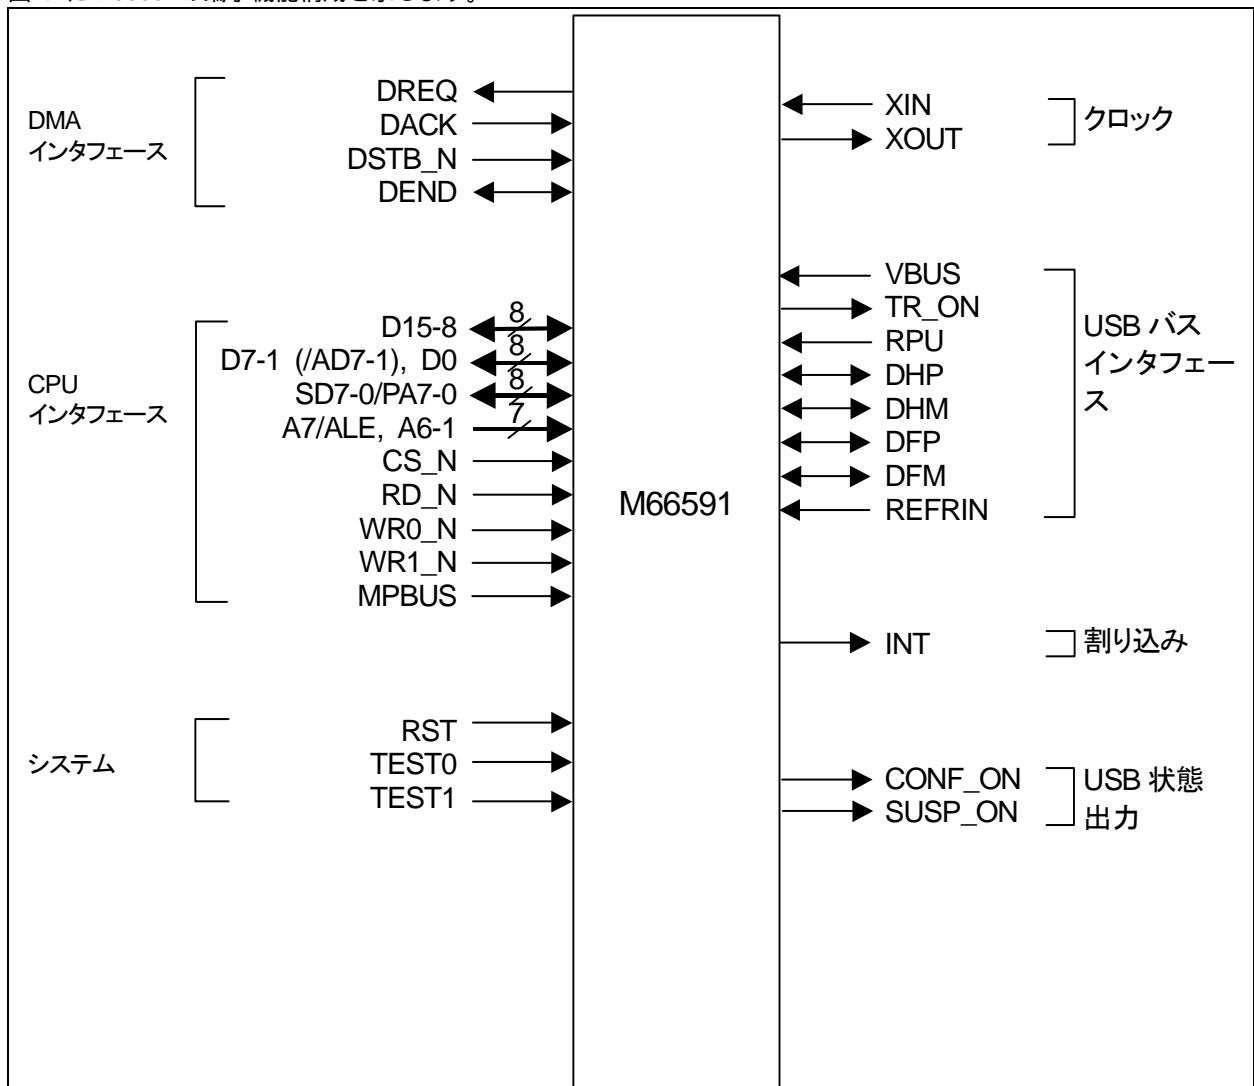 DMA
インタフェース
DREQ
DACK
DSTB_N
DEND
CPU
インタフェース
D15-8
8
D7-1 (/AD7-1), D0
8
SD7-0/PA7-0
8
A7/ALE, A6-1
7
CS_N
RD_N
WR0_N
WR1_N
MPBUS
システム
RST
TEST0
TEST1
M66591
XIN
XOUT
クロック
VBUS
TR_ON
RPU
DHP
DHM
DFP
DFM
REFRIN
USB バス
インタフェー
ス
INT
割り込み
CONF_ON
SUSP_ON
USB 状態
出力